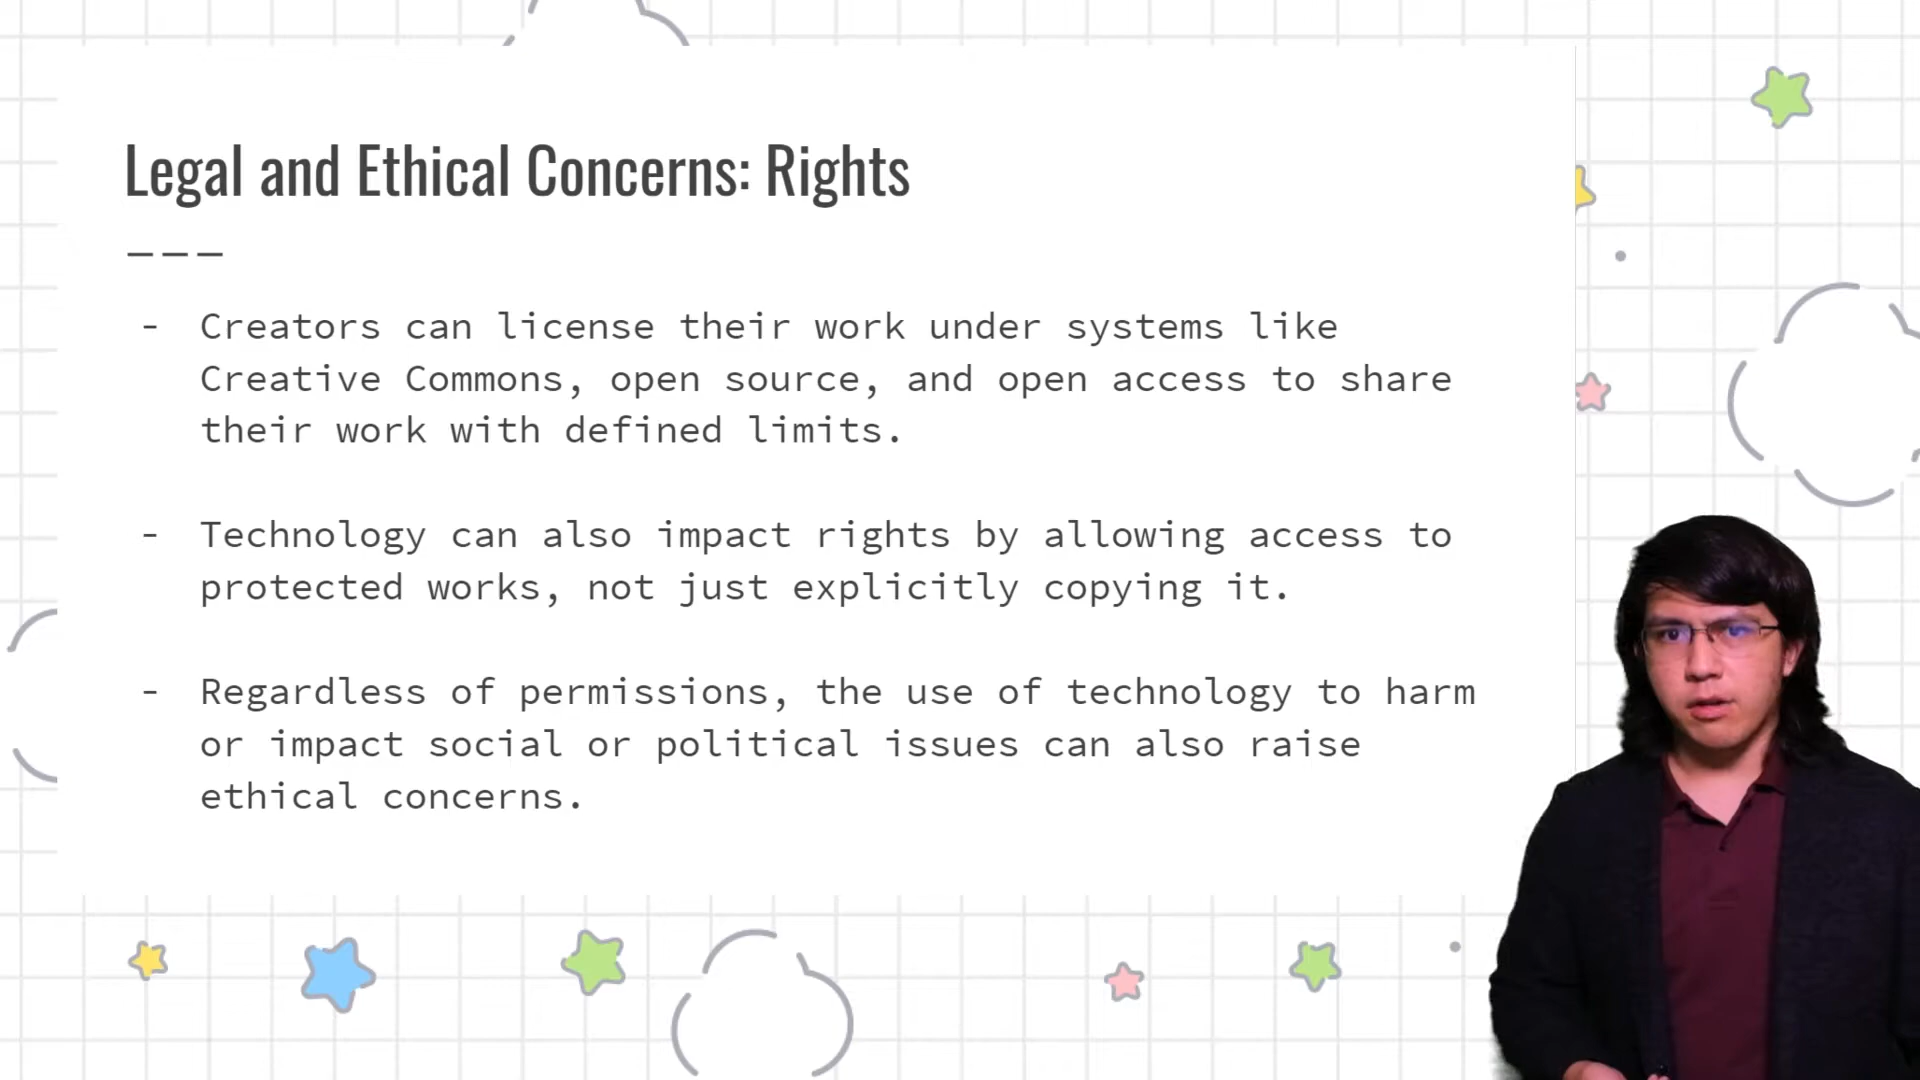 Legal and Ethical Concerns: Rights
- Creators can license their work under systems like
Creative Commons, open source, and open access to share
their work with defined limits.
- Technology can also impact rights by allowing access to
protected works, not just explicitly copying it.
- Regardless of permissions, the use of technology to harm
or impact social or political issues can also raise
ethical concerns.